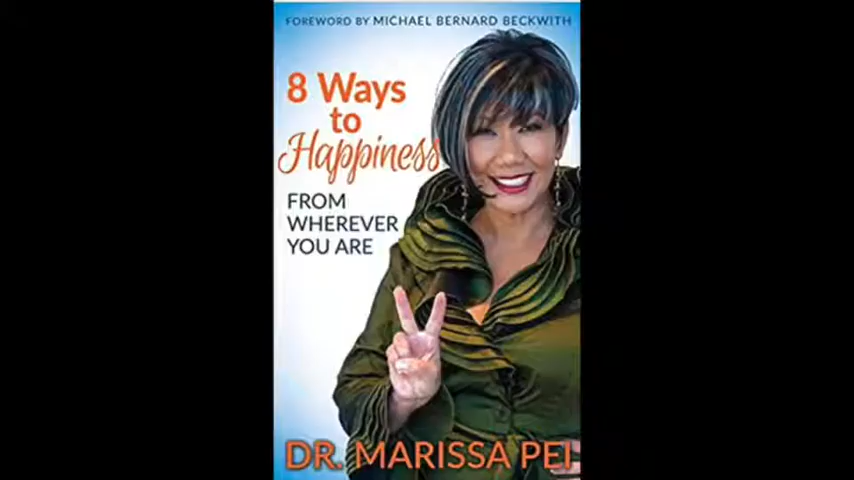 FOREWORD BY MICHAEL BERNARD BECKWITH
8 Ways
to
Happiness
FROM
WHEREVER
YOU ARE
DR. MARISSA PEI